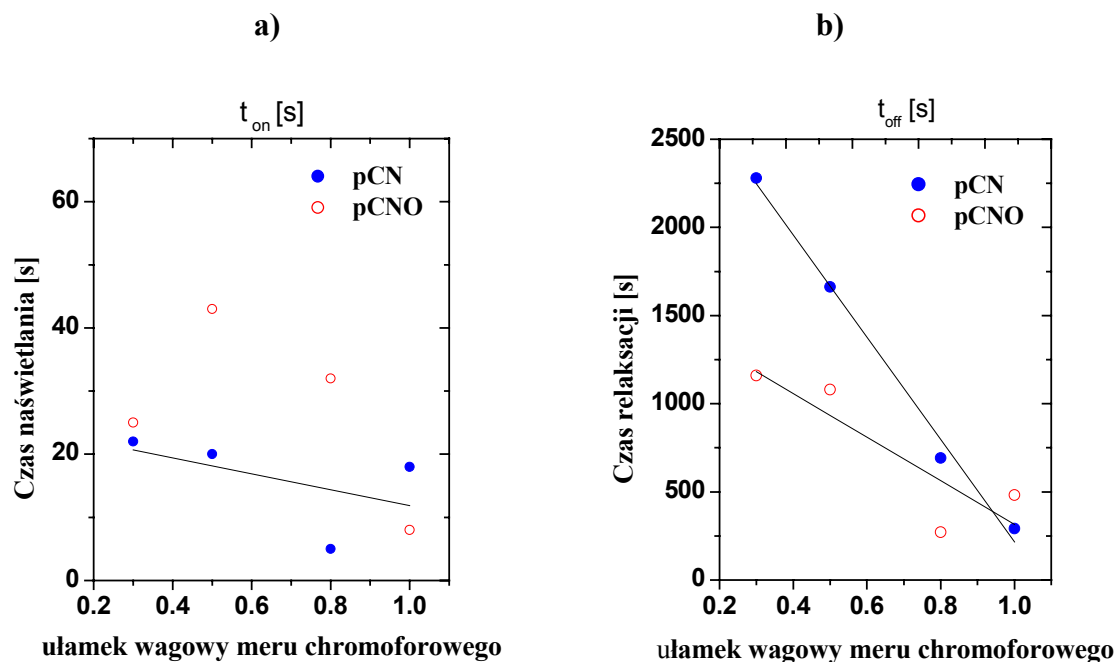 a)
t on [s]
60
40
20
0
0.2 0.4 0.6 0.8 1.0
Czas naświetlania [s]
pCN
pCNO
ułamek wagowy meru chromoforowego
b)
t off [s]
2500
2000
1500
1000
500
0
0.2 0.4 0.6 0.8 1.0
Czas relaksacji [s]
pCN
pCNO
ułamek wagowy meru chromoforowego